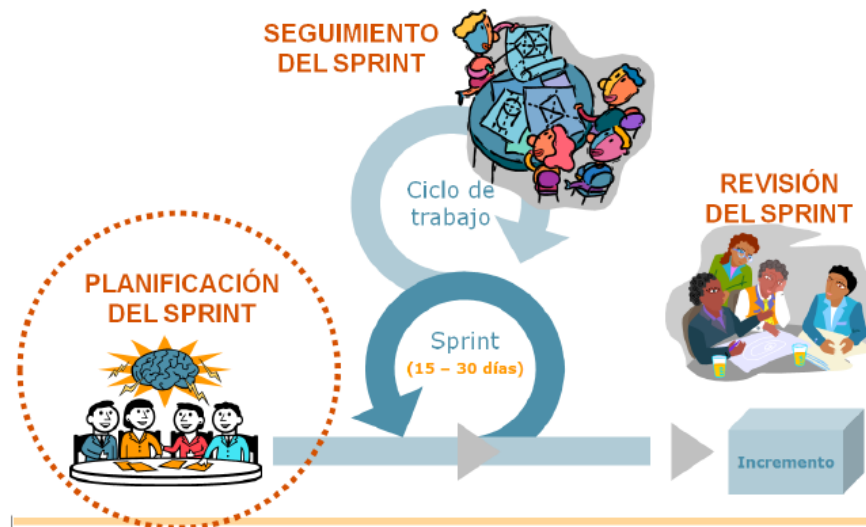 SEGUIMIENTO
DEL SPRINT
Ciclo de
trabajo
REVISIÓN
DEL SPRINT
PLANIFICACIÓN
DEL SPRINT
Sprint
(15 – 30 días)
Incremento